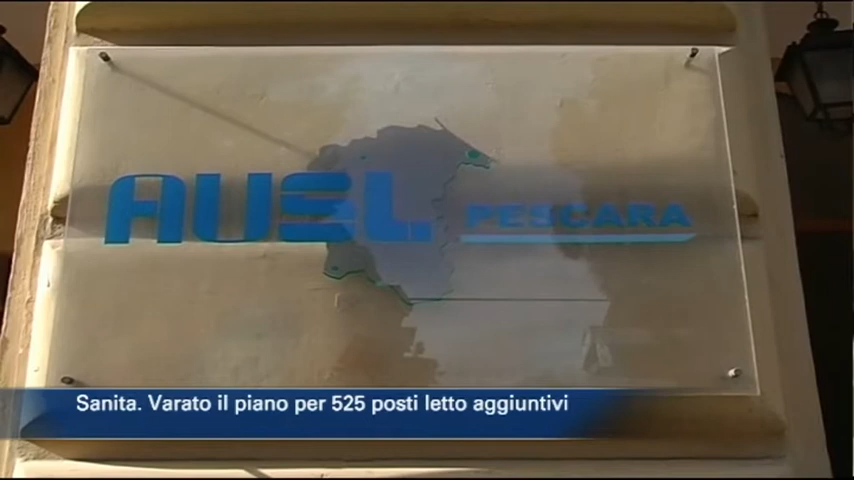 AUSL PESCARA
Sanita. Varato il piano per 525 posti letto aggiuntivi